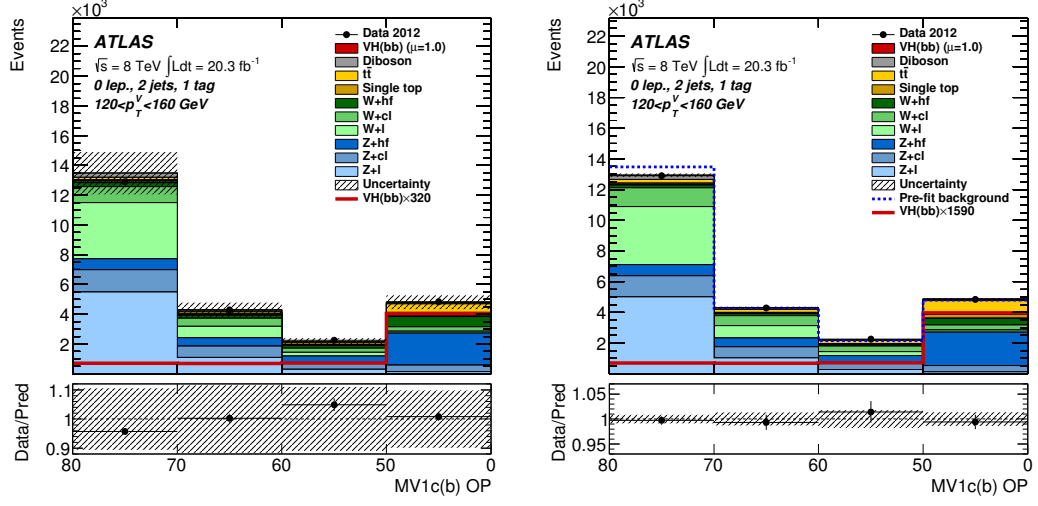 ×10³
Events
22
20
18
16
14
12
10
8
6
4
2
ATLAS
√s = 8 TeV ∫Ldt = 20.3 fb⁻¹
0 lep., 2 jets, 1 tag
120<p_T^V<160 GeV
Data 2012
VH(bb) (μ=1.0)
Diboson
tt̄
Single top
W+hf
W+cl
W+l
Z+hf
Z+cl
Z+l
Uncertainty
VH(bb)×320
Data/Pred
1.1
1
0.9
80 70 60 50 0
MV1c(b) OP
×10³
Events
22
20
18
16
14
12
10
8
6
4
2
ATLAS
√s = 8 TeV ∫Ldt = 20.3 fb⁻¹
0 lep., 2 jets, 1 tag
120<p_T^V<160 GeV
Data 2012
VH(bb) (μ=1.0)
Diboson
tt̄
Single top
W+hf
W+cl
W+l
Z+hf
Z+cl
Z+l
Uncertainty
Pre-fit background
VH(bb)×1590
Data/Pred
1.05
1
0.95
80 70 60 50 0
MV1c(b) OP